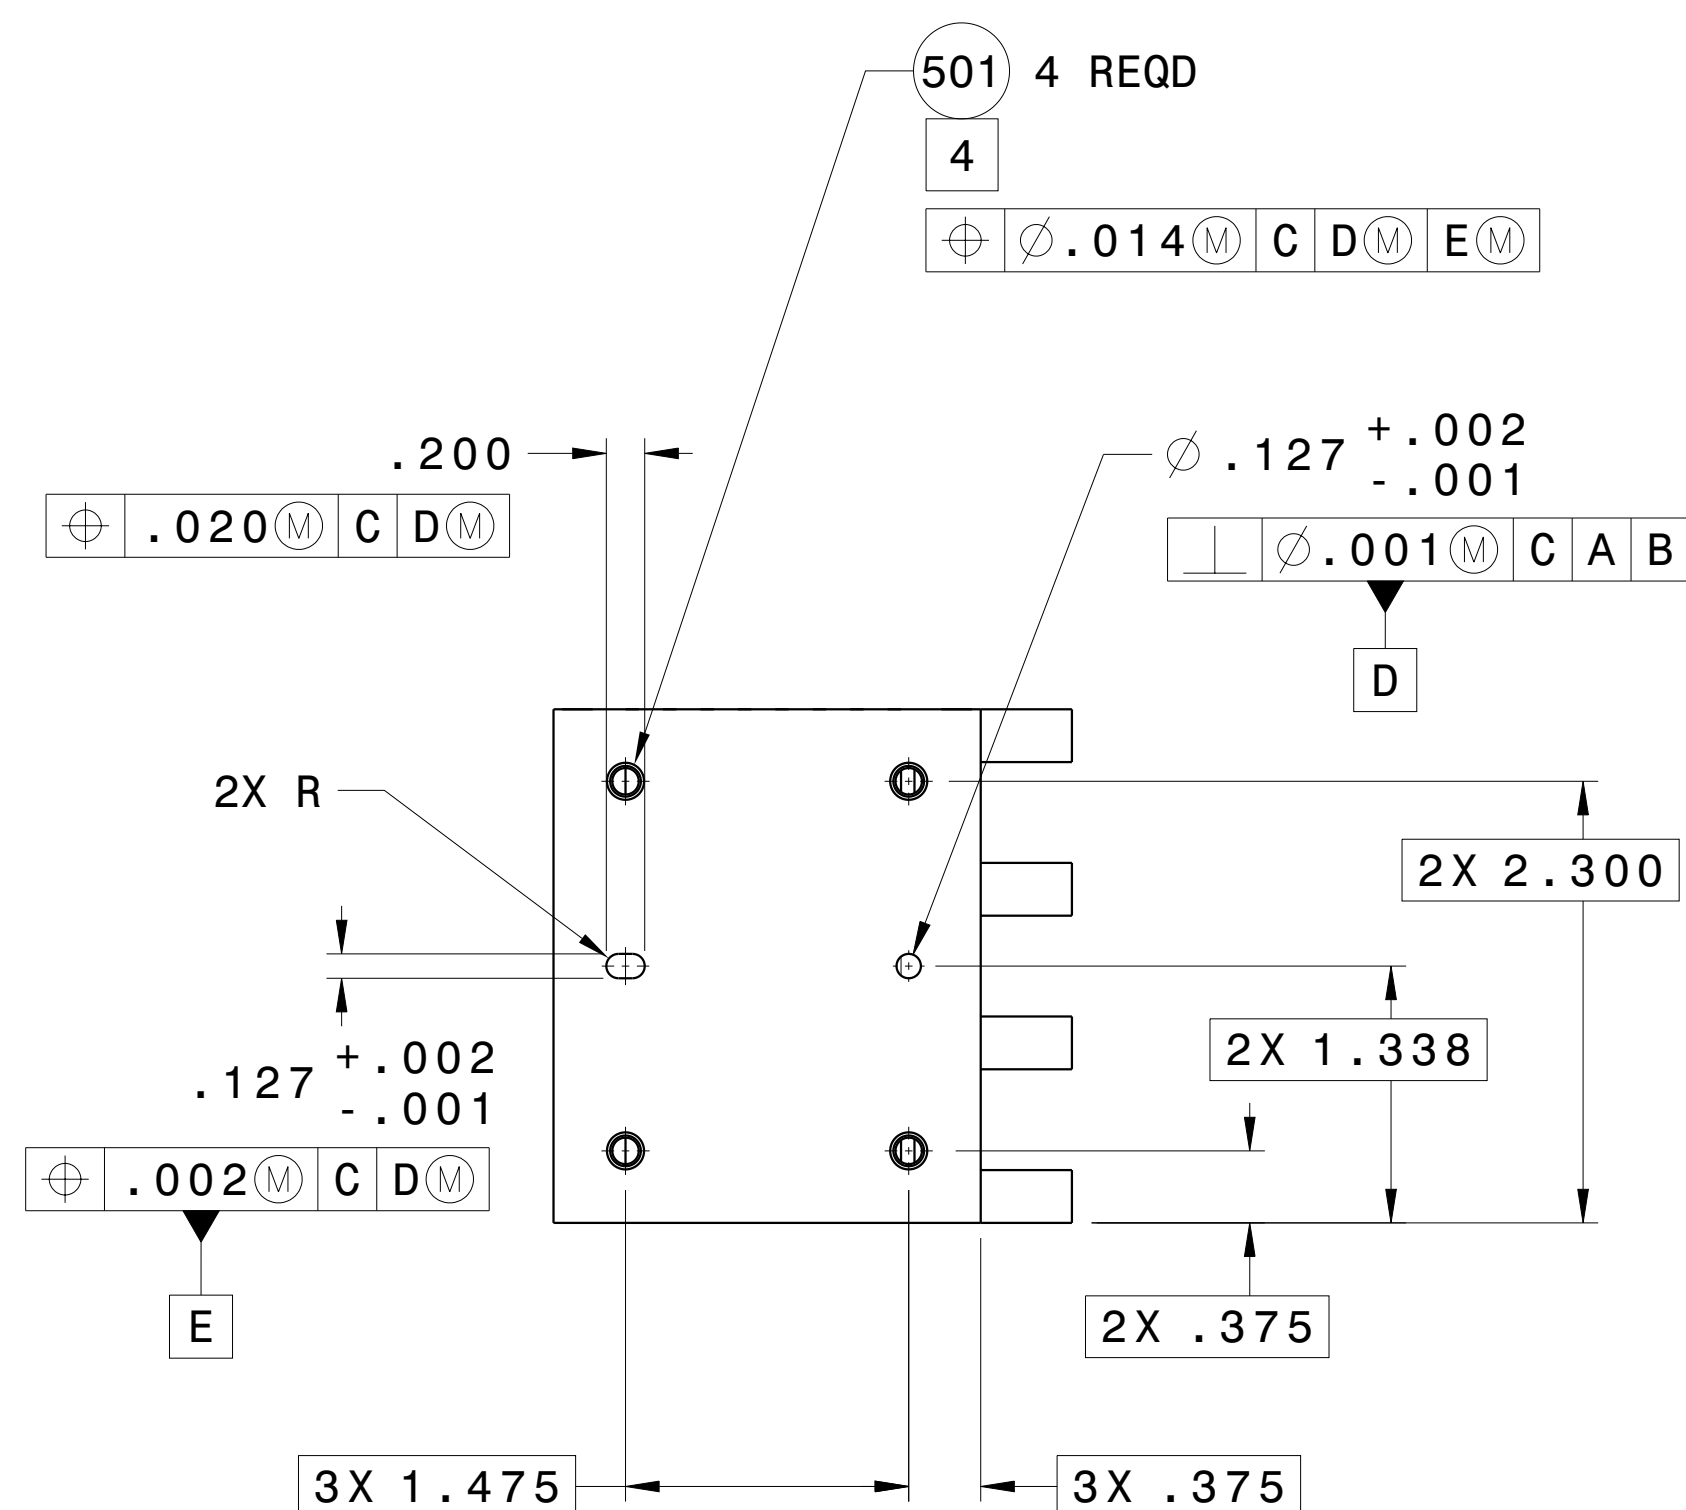 501 4 REQD
4
⌖ ⌀.014Ⓜ C DⓂ EⓂ
.200
⌖ .020Ⓜ C DⓂ
⌀ .127 +.002
-.001
⟂ ⌀.001Ⓜ C A B
D
2X R
2X 2.300
2X 1.338
.127 +.002
-.001
⌖ .002Ⓜ C DⓂ
E
2X .375
3X 1.475
3X .375